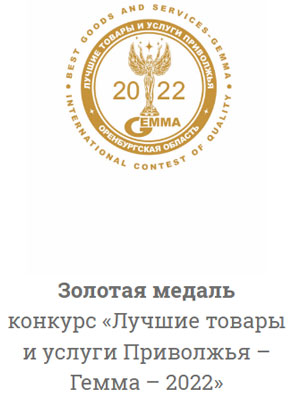 BEST GOODS AND SERVICES-GEMMA
INTERNATIONAL CONTEST OF QUALITY
ЛУЧШИЕ ТОВАРЫ И УСЛУГИ ПРИВОЛЖЬЯ
2022
GEMMA
ОРЕНБУРГСКАЯ ОБЛАСТЬ
Золотая медаль
конкурс «Лучшие товары
и услуги Приволжья –
Гемма – 2022»